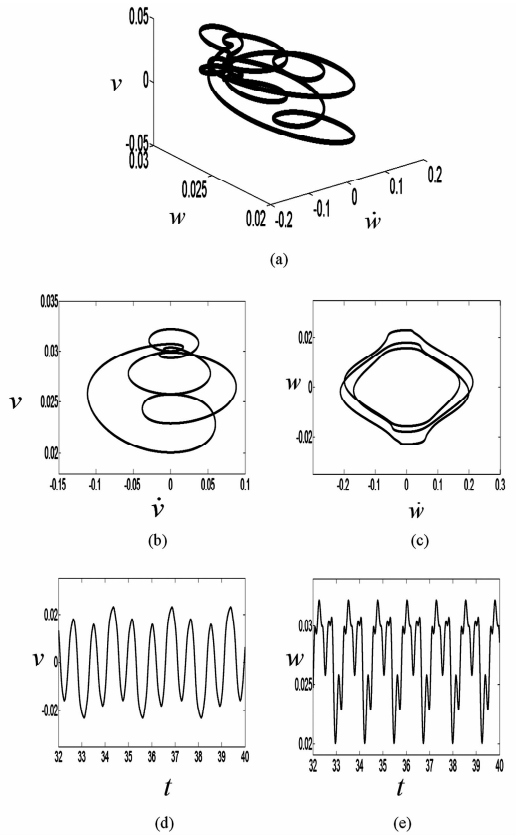 0.05
v
0
-0.05
0.03
0.025
w
0.02
-0.2
-0.1
0
0.1
0.2
ẇ
(a)
0.035
0.03
v
0.025
0.02
-0.15 -0.1 -0.05 0 0.05 0.1
v̇
(b)
0.02
w
0
-0.02
-0.2 -0.1 0 0.1 0.2 0.3
ẇ
(c)
0.02
v
0
-0.02
32 33 34 35 36 37 38 39 40
t
(d)
0.03
w
0.025
0.02
32 33 34 35 36 37 38 39 40
t
(e)